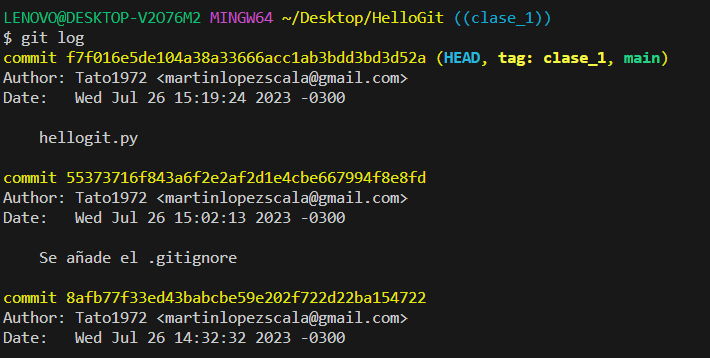 LENOVO@DESKTOP-V2O76M2 MINGW64 ~/Desktop/HelloGit ((clase_1))
$ git log
commit f7f016e5de104a38a33666acc1ab3bdd3bd3d52a (HEAD, tag: clase_1, main)
Author: Tato1972 <martinlopezscala@gmail.com>
Date:   Wed Jul 26 15:19:24 2023 -0300
    hellogit.py
commit 55373716f843a6f2e2af2d1e4cbe667994f8e8fd
Author: Tato1972 <martinlopezscala@gmail.com>
Date:   Wed Jul 26 15:02:13 2023 -0300
    Se añade el .gitignore
commit 8afb77f33ed43babcbe59e202f722d22ba154722
Author: Tato1972 <martinlopezscala@gmail.com>
Date:   Wed Jul 26 14:32:32 2023 -0300